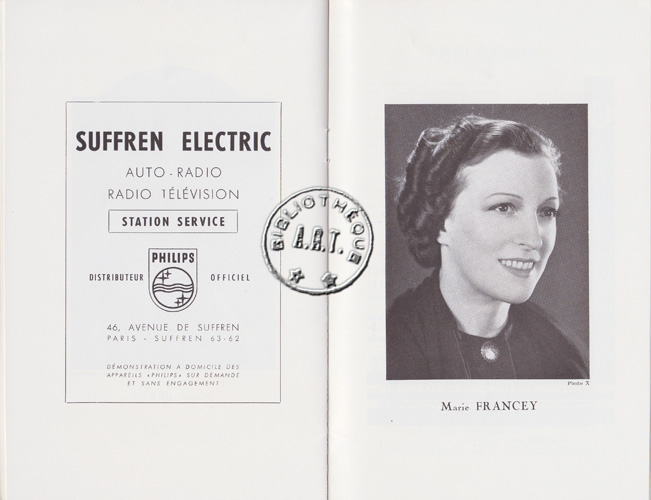 SUFFREN ELECTRIC
AUTO-RADIO
RADIO TÉLÉVISION
STATION SERVICE
PHILIPS
DISTRIBUTEUR OFFICIEL
46, AVENUE DE SUFFREN
PARIS - SUFFREN 63-62
DÉMONSTRATION A DOMICILE DES
APPAREILS «PHILIPS» SUR DEMANDE
ET SANS ENGAGEMENT
BIBLIOTHÈQUE
A.R.T.
Photo X
Marie FRANCEY